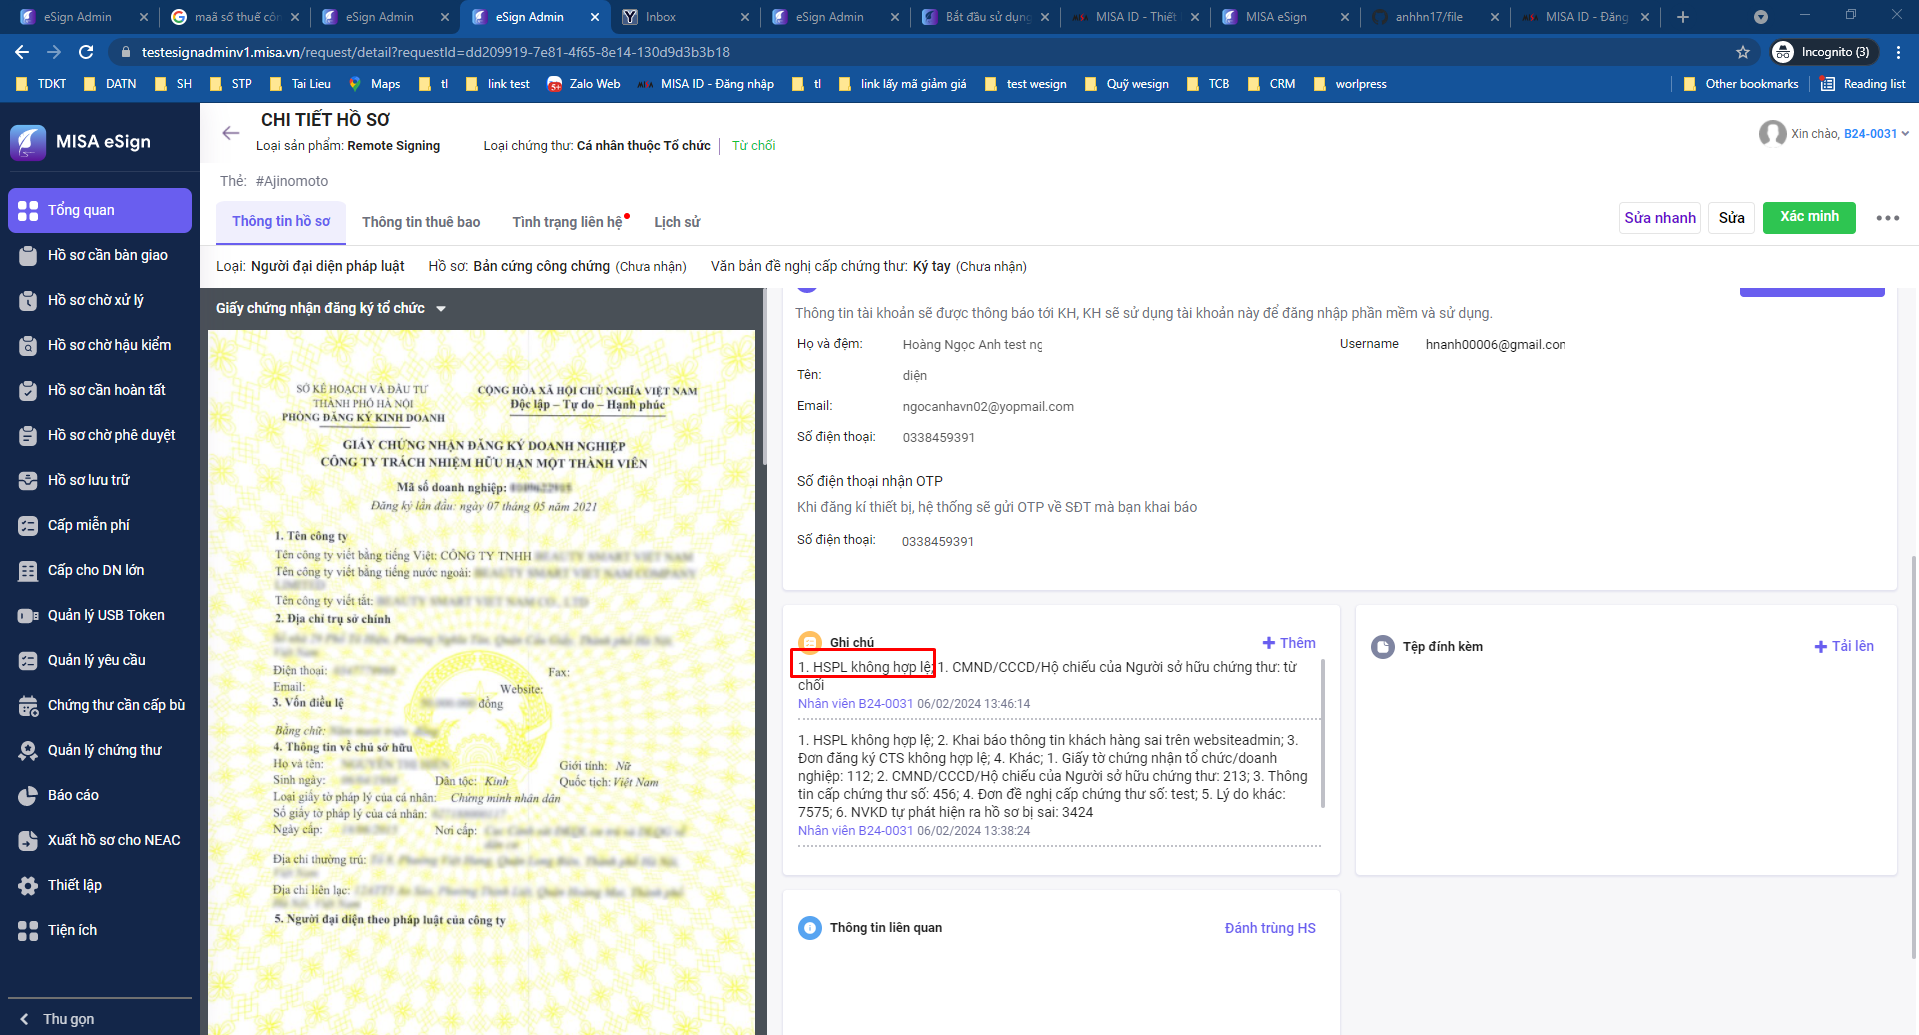 eSign Admin
maã số thuế côn
eSign Admin
eSign Admin
Inbox
eSign Admin
Bắt đầu sử dụng
MISA ID - Thiết
MISA eSign
anhhn17/file
MISA ID - Đăng
testesignadminv1.misa.vn/request/detail?requestId=dd209919-7e81-4f65-8e14-130d9d3b3b18
Incognito (3)
TDKT
DATN
SH
STP
Tai Lieu
Maps
tl
link test
Zalo Web
MISA ID - Đăng nhập
tl
link lấy mã giảm giá
test wesign
Quỹ wesign
TCB
CRM
worlpress
Other bookmarks
Reading list
MISA eSign
Tổng quan
Hồ sơ cần bàn giao
Hồ sơ chờ xử lý
Hồ sơ chờ hậu kiểm
Hồ sơ cần hoàn tất
Hồ sơ chờ phê duyệt
Hồ sơ lưu trữ
Cấp miễn phí
Cấp cho DN lớn
Quản lý USB Token
Quản lý yêu cầu
Chứng thư cần cấp bù
Quản lý chứng thư
Báo cáo
Xuất hồ sơ cho NEAC
Thiết lập
Tiện ích
Thu gọn
CHI TIẾT HỒ SƠ
Loại sản phẩm: Remote Signing
Loại chứng thư: Cá nhân thuộc Tổ chức
Từ chối
Xin chào, B24-0031
Thẻ: #Ajinomoto
Thông tin hồ sơ
Thông tin thuê bao
Tình trạng liên hệ
Lịch sử
Sửa nhanh
Sửa
Xác minh
Loại: Người đại diện pháp luật
Hồ sơ: Bản cứng công chứng (Chưa nhận)
Văn bản đề nghị cấp chứng thư: Ký tay (Chưa nhận)
Giấy chứng nhận đăng ký tổ chức
SỞ KẾ HOẠCH VÀ ĐẦU TƯ
THÀNH PHỐ HÀ NỘI
PHÒNG ĐĂNG KÝ KINH DOANH
CỘNG HÒA XÃ HỘI CHỦ NGHĨA VIỆT NAM
Độc lập – Tự do – Hạnh phúc
GIẤY CHỨNG NHẬN ĐĂNG KÝ DOANH NGHIỆP
CÔNG TY TRÁCH NHIỆM HỮU HẠN MỘT THÀNH VIÊN
Mã số doanh nghiệp:
Đăng ký lần đầu: ngày 07 tháng 05 năm 2021
1. Tên công ty
Tên công ty viết bằng tiếng Việt: CÔNG TY TNHH
Tên công ty viết bằng tiếng nước ngoài:
Tên công ty viết tắt:
2. Địa chỉ trụ sở chính
Điện thoại:
Fax:
Email:
Website:
3. Vốn điều lệ
đồng
Bằng chữ:
4. Thông tin về chủ sở hữu
Họ và tên:
Giới tính: Nữ
Sinh ngày:
Dân tộc: Kinh
Quốc tịch: Việt Nam
Loại giấy tờ pháp lý của cá nhân: Chứng minh nhân dân
Số giấy tờ pháp lý của cá nhân:
Ngày cấp:
Nơi cấp:
Địa chỉ thường trú:
Địa chỉ liên lạc:
5. Người đại diện theo pháp luật của công ty
Thông tin tài khoản sẽ được thông báo tới KH, KH sẽ sử dụng tài khoản này để đăng nhập phần mềm và sử dụng.
Họ và đệm:
Hoàng Ngọc Anh test ng
Username
hnanh00006@gmail.con
Tên:
diện
Email:
ngocanhavn02@yopmail.com
Số điện thoại:
0338459391
Số điện thoại nhận OTP
Khi đăng kí thiết bị, hệ thống sẽ gửi OTP về SĐT mà bạn khai báo
Số điện thoại:
0338459391
Ghi chú
Thêm
1. HSPL không hợp lệ; 1. CMND/CCCD/Hộ chiếu của Người sở hữu chứng thư: từ
chối
Nhân viên B24-0031 06/02/2024 13:46:14
1. HSPL không hợp lệ; 2. Khai báo thông tin khách hàng sai trên websiteadmin; 3.
Đơn đăng ký CTS không hợp lệ; 4. Khác; 1. Giấy tờ chứng nhận tổ chức/doanh
nghiệp: 112; 2. CMND/CCCD/Hộ chiếu của Người sở hữu chứng thư: 213; 3. Thông
tin cấp chứng thư số: 456; 4. Đơn đề nghị cấp chứng thư số: test; 5. Lý do khác:
7575; 6. NVKD tự phát hiện ra hồ sơ bị sai: 3424
Nhân viên B24-0031 06/02/2024 13:38:24
Tệp đính kèm
Tải lên
Thông tin liên quan
Đánh trùng HS